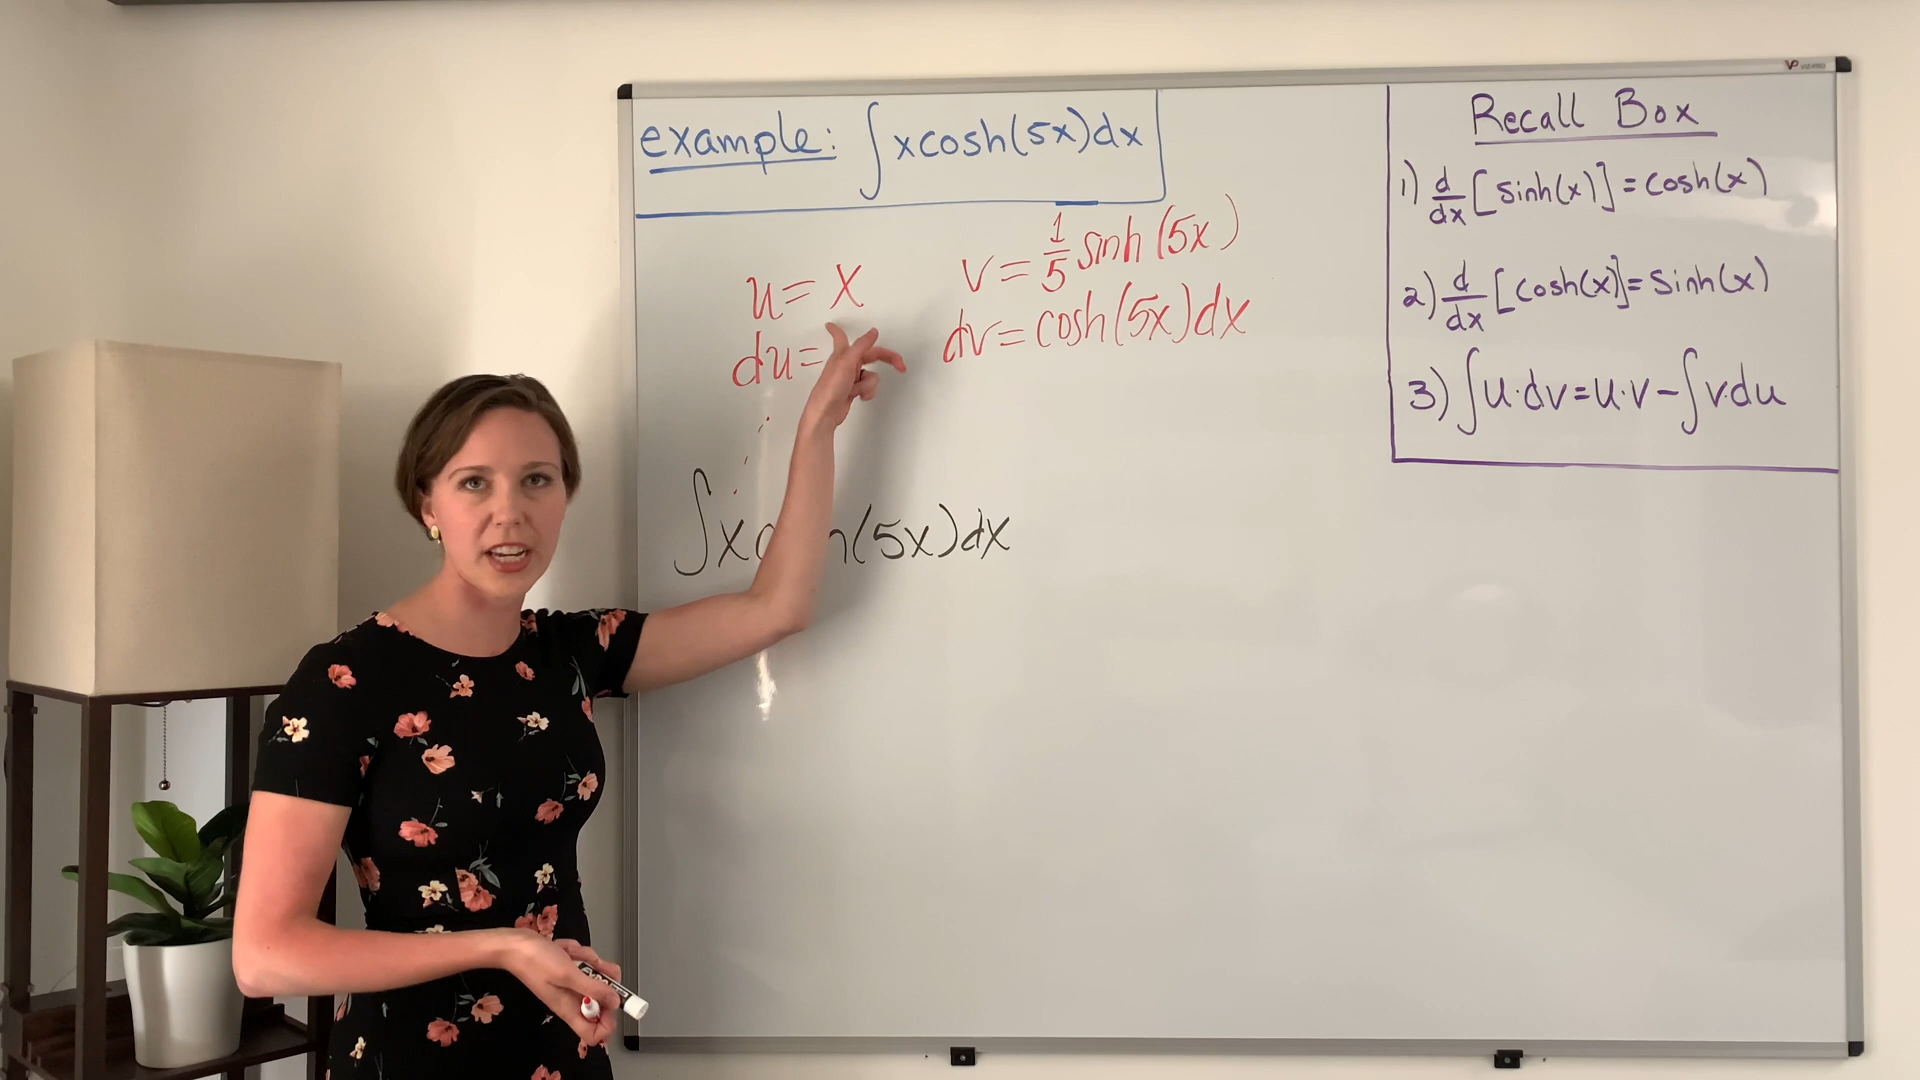 example: ∫xcosh(5x)dx
u = x
du =
v = 1/5 sinh(5x)
dv = cosh(5x)dx
∫x h(5x)dx
Recall Box
1) d/dx [sinh(x)] = cosh(x)
2) d/dx [cosh(x)] = sinh(x)
3) ∫u·dv = u·v − ∫v·du